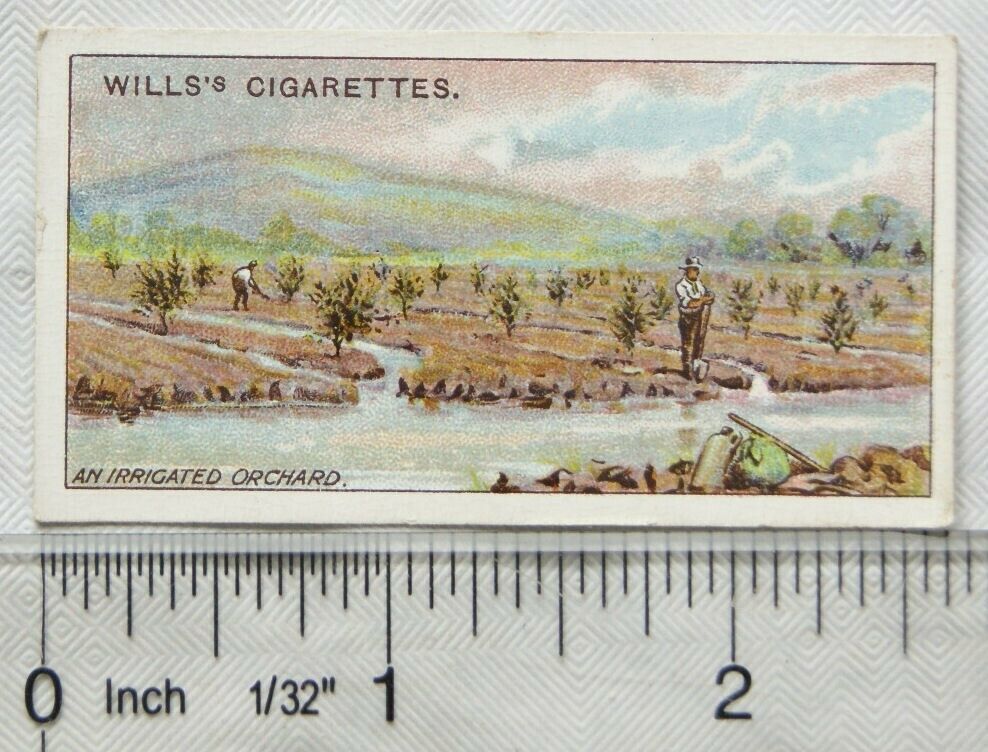 WILLS'S CIGARETTES.
AN IRRIGATED ORCHARD.
0 Inch 1/32" 1 2